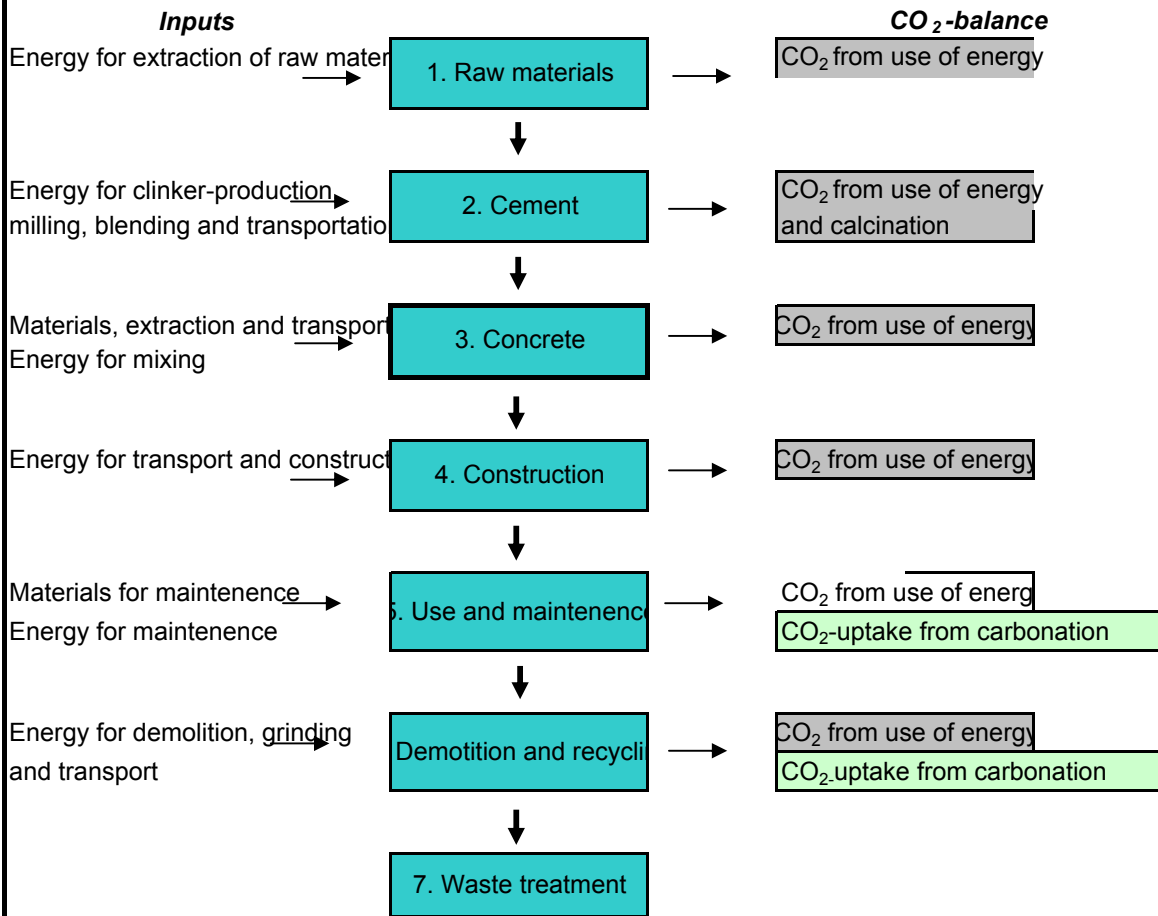 Inputs
CO2-balance
Energy for extraction of raw mater
1. Raw materials
CO2 from use of energy
Energy for clinker-production,
milling, blending and transportatio
2. Cement
CO2 from use of energy
and calcination
Materials, extraction and transport
Energy for mixing
3. Concrete
CO2 from use of energy
Energy for transport and construct
4. Construction
CO2 from use of energy
Materials for maintenence
Energy for maintenence
5. Use and maintenence
CO2 from use of energ
CO2-uptake from carbonation
Energy for demolition, grinding
and transport
Demotition and recycli
CO2 from use of energy
CO2-uptake from carbonation
7. Waste treatment